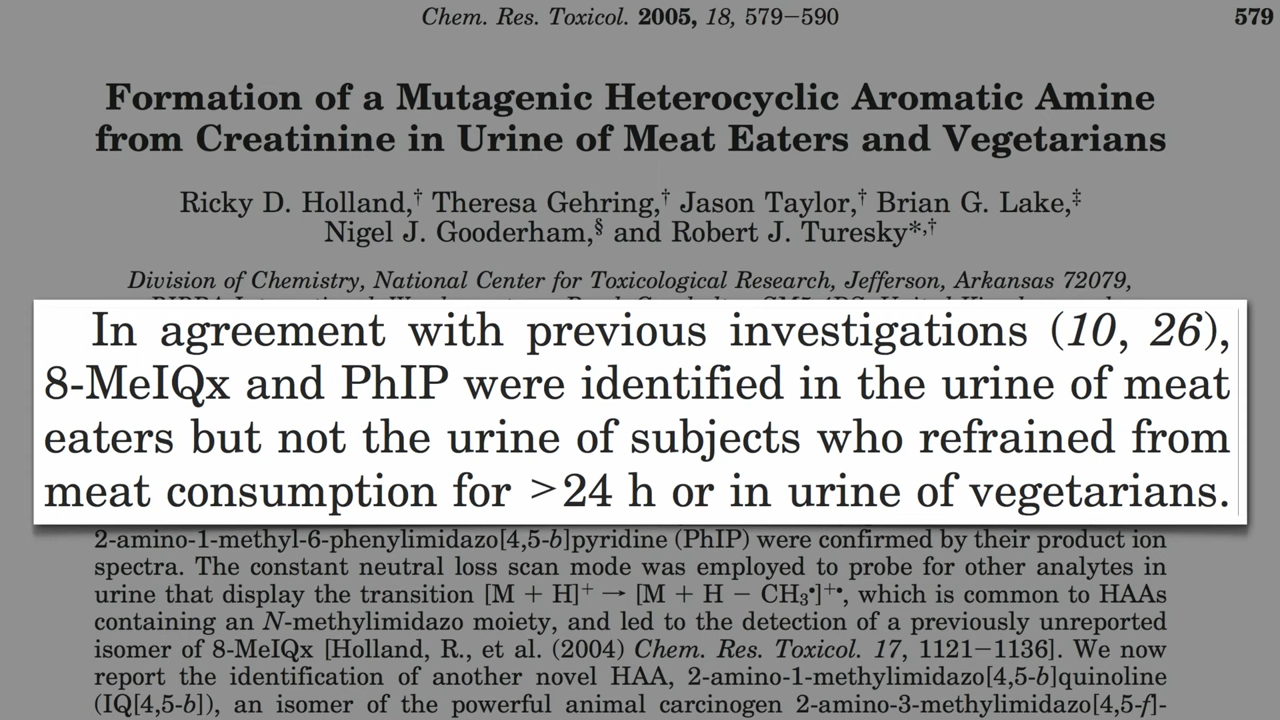 Chem. Res. Toxicol. 2005, 18, 579–590
579
Formation of a Mutagenic Heterocyclic Aromatic Amine
from Creatinine in Urine of Meat Eaters and Vegetarians
Ricky D. Holland,† Theresa Gehring,† Jason Taylor,† Brian G. Lake,‡
Nigel J. Gooderham,§ and Robert J. Turesky*,†
Division of Chemistry, National Center for Toxicological Research, Jefferson, Arkansas 72079,
In agreement with previous investigations (10, 26),
8-MeIQx and PhIP were identified in the urine of meat
eaters but not the urine of subjects who refrained from
meat consumption for >24 h or in urine of vegetarians.
2-amino-1-methyl-6-phenylimidazo[4,5-b]pyridine (PhIP) were confirmed by their product ion
spectra. The constant neutral loss scan mode was employed to probe for other analytes in
urine that display the transition [M + H]⁺ → [M + H − CH₃•]⁺•, which is common to HAAs
containing an N-methylimidazo moiety, and led to the detection of a previously unreported
isomer of 8-MeIQx [Holland, R., et al. (2004) Chem. Res. Toxicol. 17, 1121–1136]. We now
report the identification of another novel HAA, 2-amino-1-methylimidazo[4,5-b]quinoline
(IQ[4,5-b]), an isomer of the powerful animal carcinogen 2-amino-3-methylimidazo[4,5-f]-